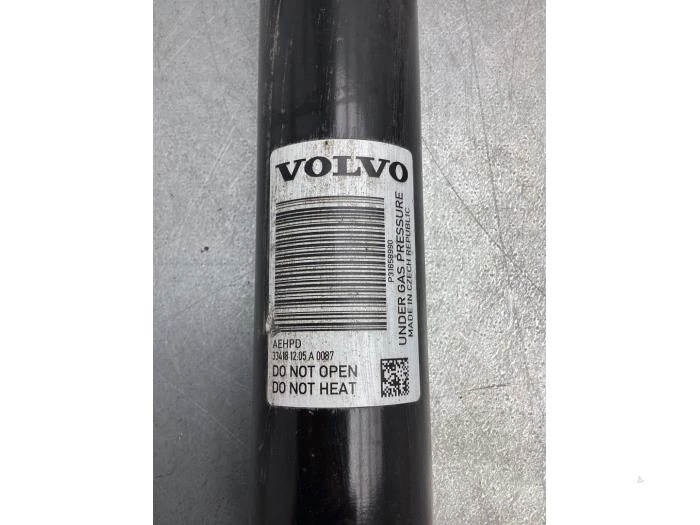 VOLVO
P31658980
UNDER GAS PRESSURE
MADE IN CZECH REPUBLIC
AEHPD
33418 12:05 A 0087
DO NOT OPEN
DO NOT HEAT